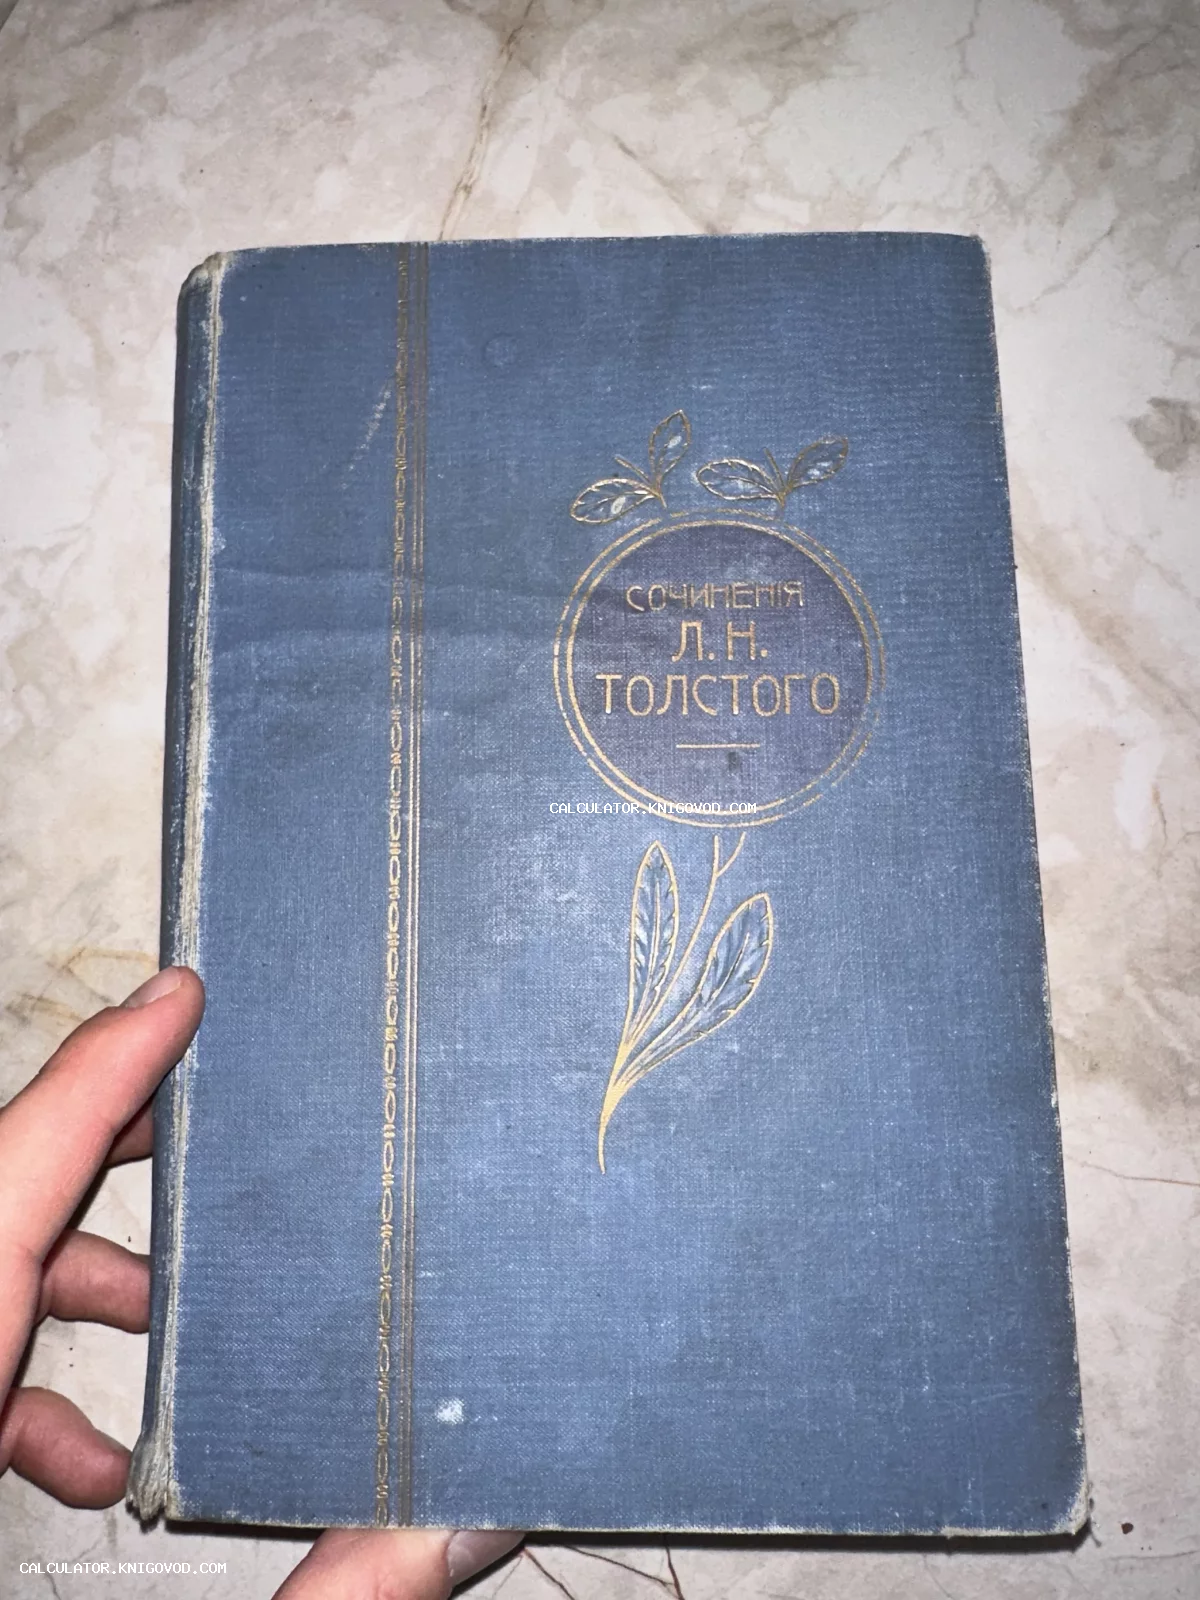 СОЧИНЕНІЯ
Л. Н.
ТОЛСТОГО
CALCULATOR.KNIGOVOD.COM
CALCULATOR.KNIGOVOD.COM